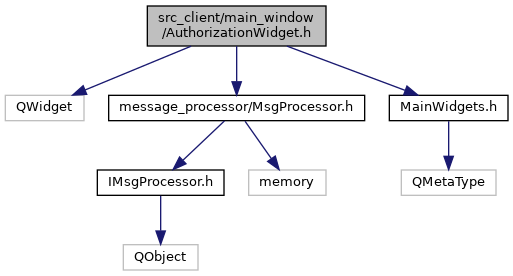 src_client/main_window
/AuthorizationWidget.h
QWidget
message_processor/MsgProcessor.h
MainWidgets.h
IMsgProcessor.h
memory
QMetaType
QObject